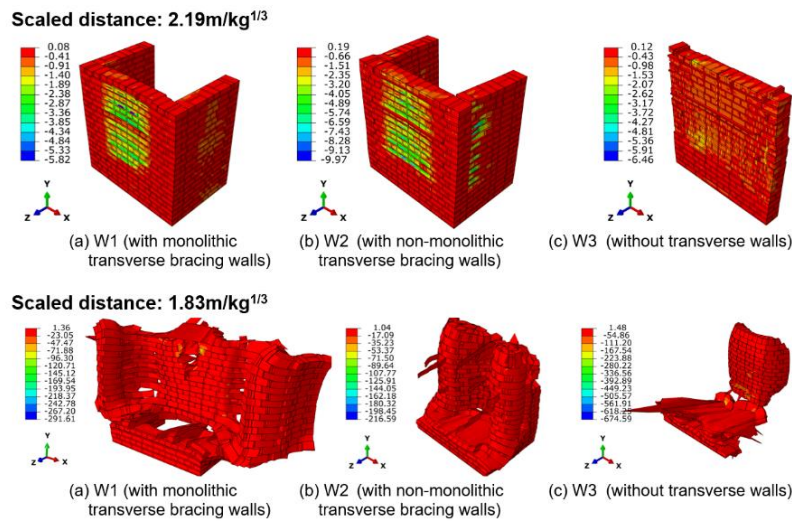 Scaled distance: 2.19m/kg1/3
0.08
-0.41
-0.91
-1.40
-1.89
-2.38
-2.87
-3.36
-3.85
-4.34
-4.84
-5.33
-5.82
Y
Z
X
(a) W1 (with monolithic
transverse bracing walls)
0.19
-0.66
-1.51
-2.35
-3.20
-4.05
-4.89
-5.74
-6.59
-7.43
-8.28
-9.13
-9.97
Y
Z
X
(b) W2 (with non-monolithic
transverse bracing walls)
0.12
-0.43
-0.98
-1.53
-2.07
-2.62
-3.17
-3.72
-4.27
-4.81
-5.36
-5.91
-6.46
Y
Z
X
(c) W3 (without transverse walls)
Scaled distance: 1.83m/kg1/3
1.36
-23.05
-47.47
-71.88
-96.30
-120.71
-145.12
-169.54
-193.95
-218.37
-242.78
-267.20
-291.61
Y
Z
X
(a) W1 (with monolithic
transverse bracing walls)
1.04
-17.09
-35.23
-53.37
-71.50
-89.64
-107.77
-125.91
-144.05
-162.18
-180.32
-198.45
-216.59
Y
Z
X
(b) W2 (with non-monolithic
transverse bracing walls)
1.48
-54.86
-111.20
-167.54
-223.88
-280.22
-336.56
-392.89
-449.23
-505.57
-561.91
-618.25
-674.59
Y
Z
X
(c) W3 (without transverse walls)